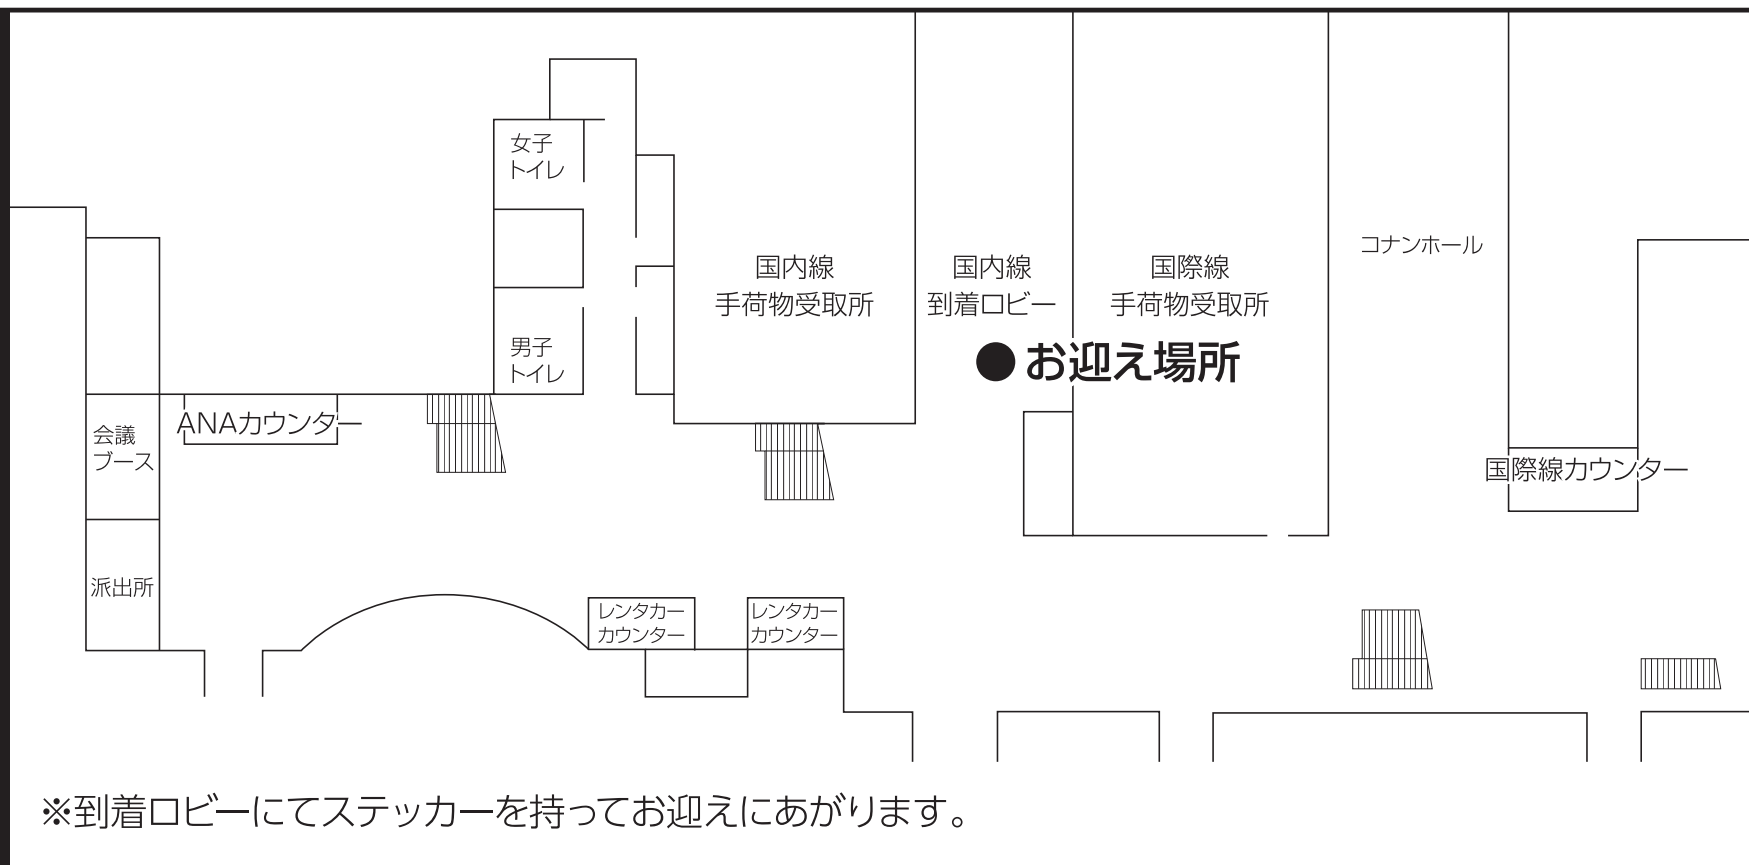 女子
トイレ
男子
トイレ
国内線
手荷物受取所
国内線
到着ロビー
国際線
手荷物受取所
コナンホール
●お迎え場所
ANAカウンター
会議
ブース
国際線カウンター
派出所
レンタカー
カウンター
レンタカー
カウンター
※到着ロビーにてステッカーを持ってお迎えにあがります。